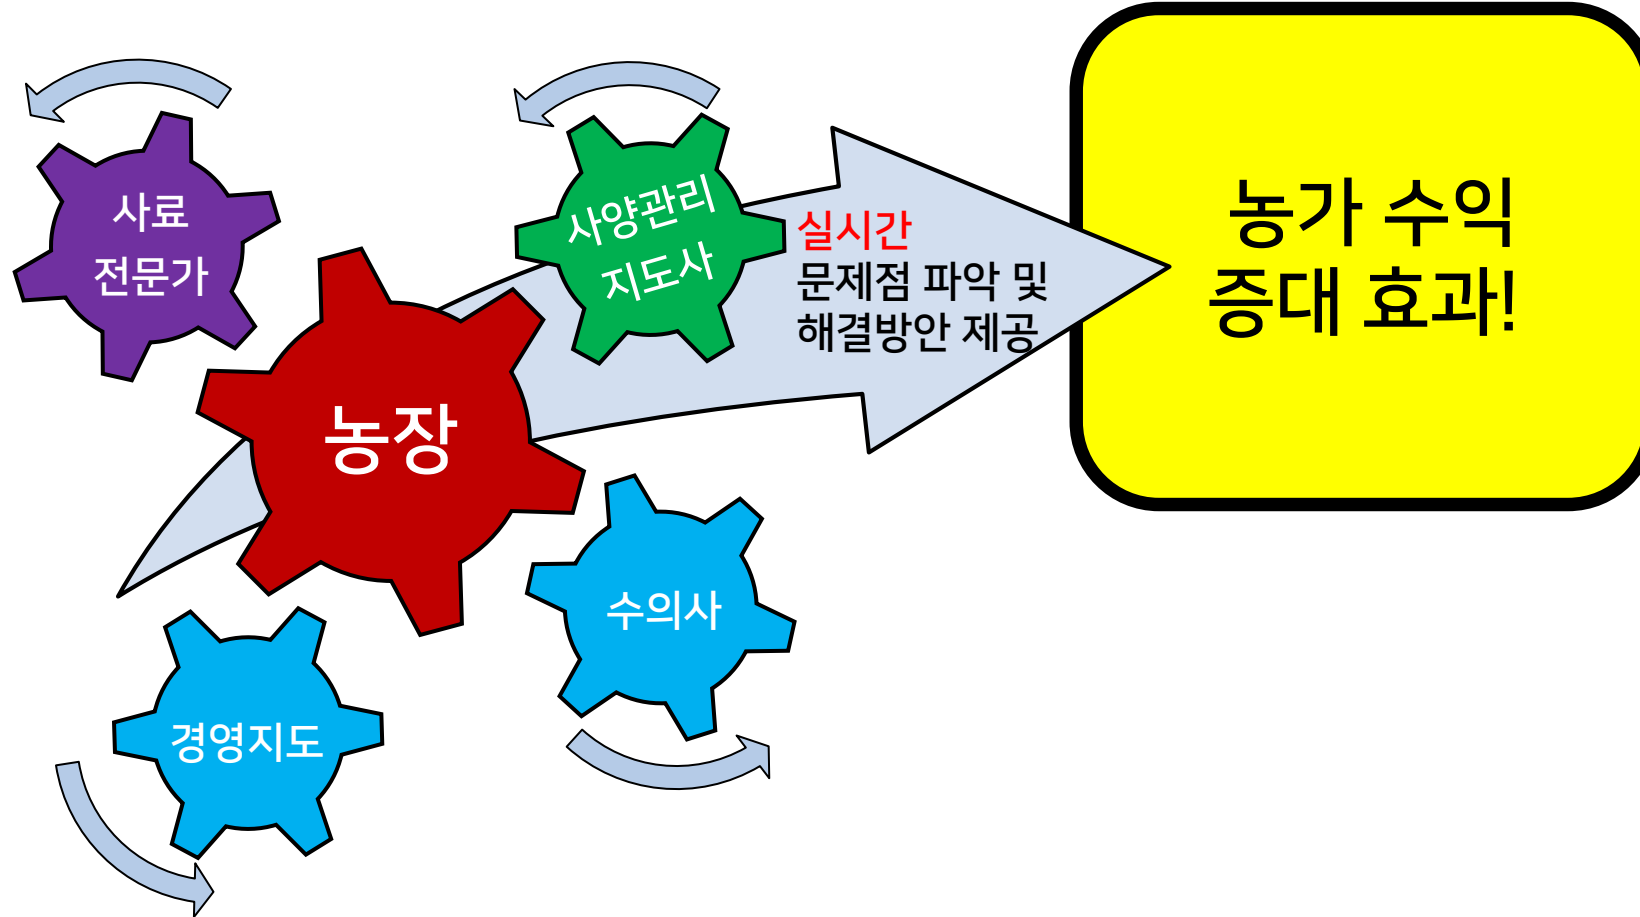 사료
전문가
사양관리
지도사
실시간
문제점 파악 및
해결방안 제공
농가 수익
증대 효과!
농장
수의사
경영지도